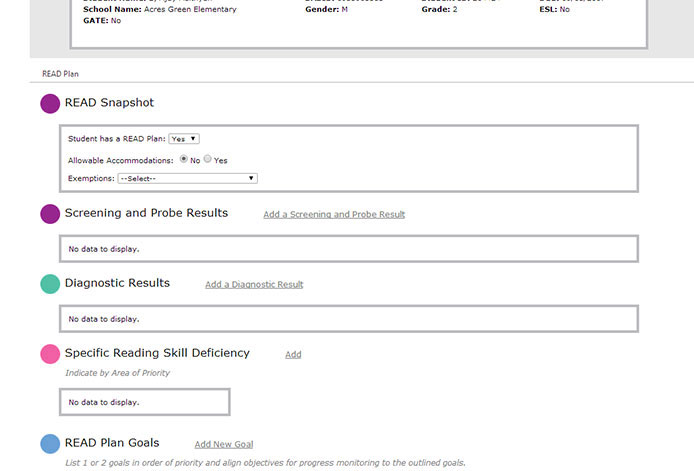 School Name: Acres Green Elementary Gender: M Grade: 2 ESL: No
GATE: No
READ Plan
READ Snapshot
Student has a READ Plan: Yes
Allowable Accommodations: No Yes
Exemptions: --Select--
Screening and Probe Results Add a Screening and Probe Result
No data to display.
Diagnostic Results Add a Diagnostic Result
No data to display.
Specific Reading Skill Deficiency Add
Indicate by Area of Priority
No data to display.
READ Plan Goals Add New Goal
List 1 or 2 goals in order of priority and align objectives for progress monitoring to the outlined goals.